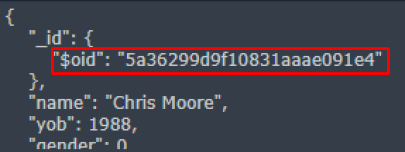 {
"_id": {
"$oid": "5a36299d9f10831aaae091e4"
},
"name": "Chris Moore",
"yob": 1988,
"gender": 0